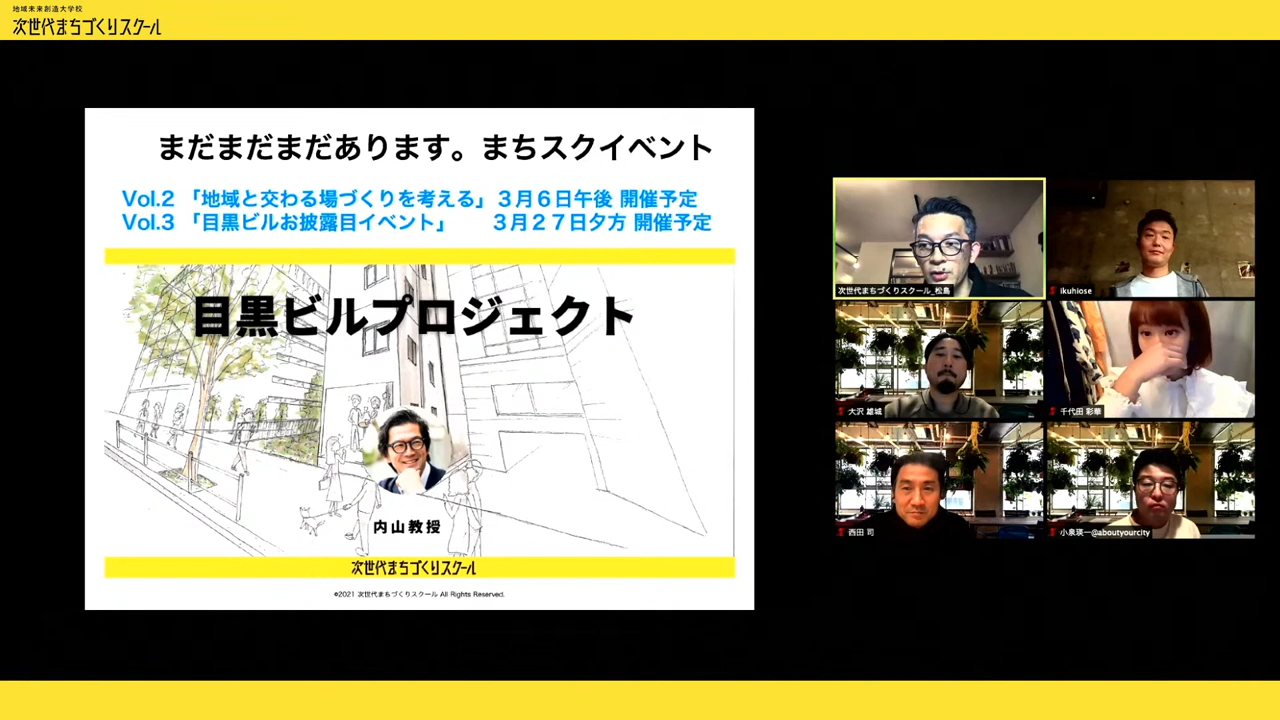 地域未来創造大学校
次世代まちづくりスクール
まだまだまだあります。まちスクイベント
Vol.2 「地域と交わる場づくりを考える」３月６日午後 開催予定
Vol.3 「目黒ビルお披露目イベント」 ３月２７日夕方 開催予定
目黒ビルプロジェクト
内山教授
次世代まちづくりスクール
©2021 次世代まちづくりスクール All Rights Reserved.
次世代まちづくりスクール_松島
ikuhiose
大沢 雄城
千代田 彩華
西田 司
小泉瑛一@aboutyourcity